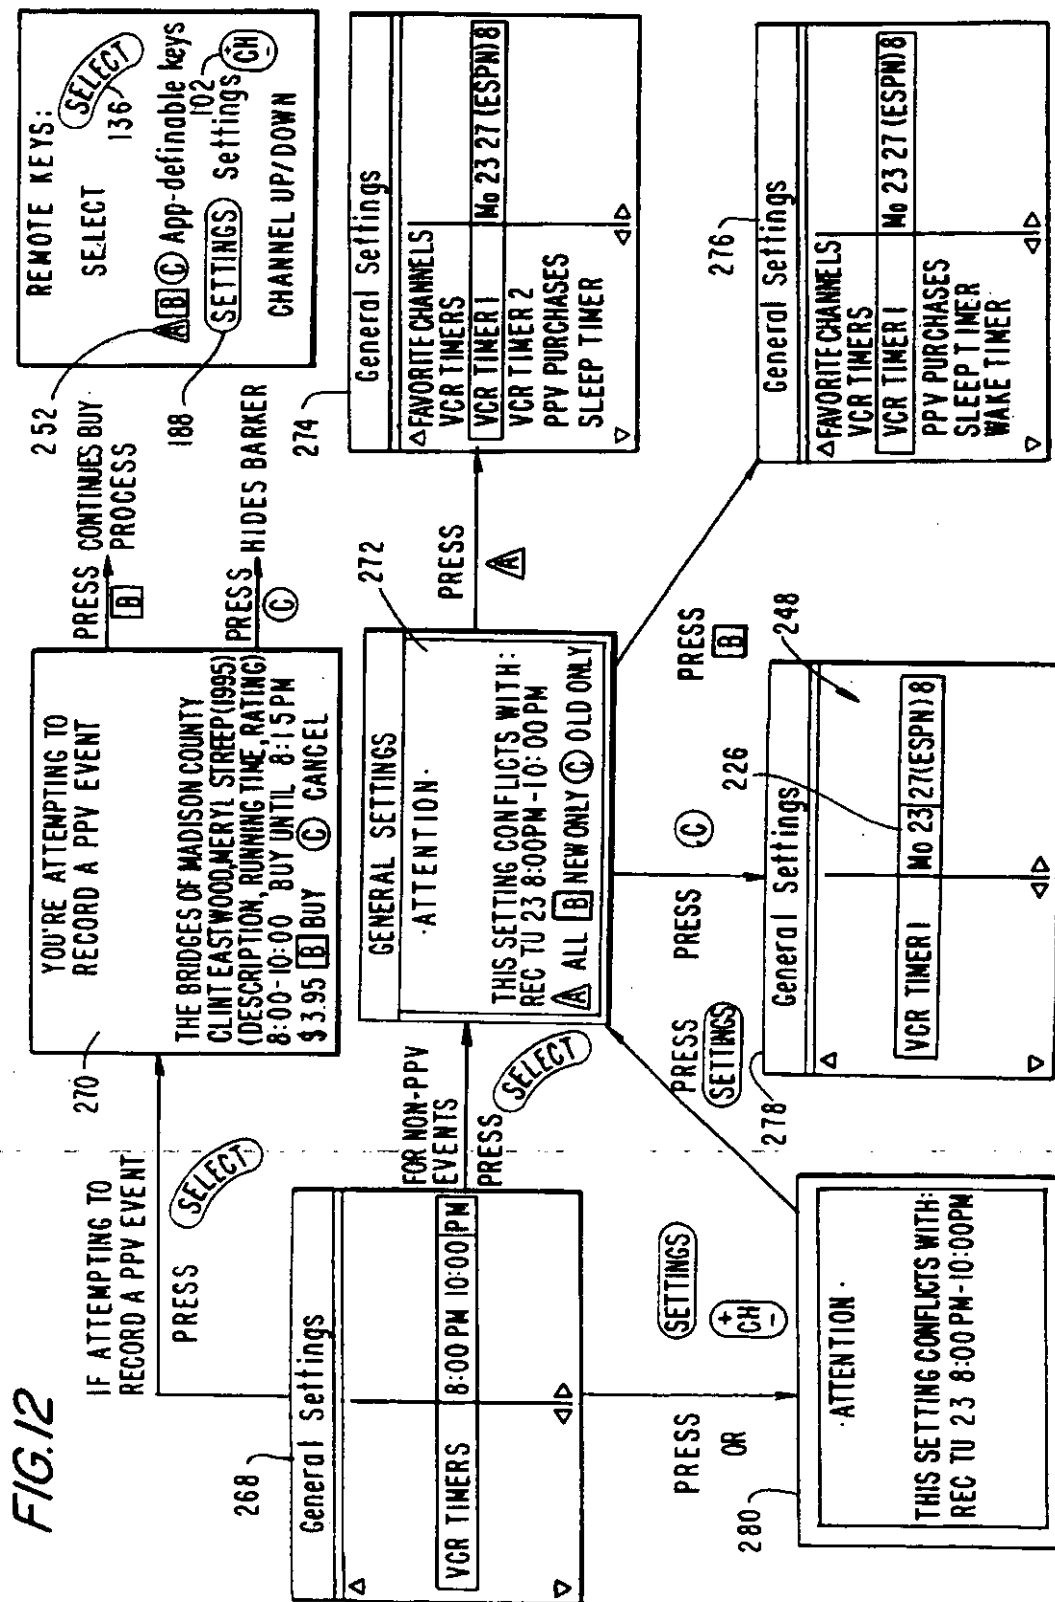 FIG.12
IF ATTEMPTING TO
RECORD A PPV EVENT
PRESS
SELECT
268
General Settings
VCR TIMERS 8:00 PM 10:00 PM
FOR NON-PPV
EVENTS
PRESS
SELECT
PRESS
OR
SETTINGS
+
CH
-
280
·ATTENTION·
THIS SETTING CONFLICTS WITH:
REC TU 23 8:00PM-10:00PM
270
YOU'RE ATTEMPTING TO
RECORD A PPV EVENT
THE BRIDGES OF MADISON COUNTY
CLINT EASTWOOD,MERYL STREEP(1995)
(DESCRIPTION, RUNNING TIME, RATING)
8:00-10:00 BUY UNTIL 8:15PM
$3.95 B BUY C CANCEL
PRESS
B
CONTINUES BUY
PROCESS
PRESS
C
HIDES BARKER
272
GENERAL SETTINGS
·ATTENTION·
THIS SETTING CONFLICTS WITH:
REC TU 23 8:00PM-10:00PM
A ALL B NEW ONLY C OLD ONLY
PRESS
A
PRESS
SETTINGS
PRESS
C
PRESS
B
278
General Settings
VCR TIMER 1 Mo 23 27(ESPN)8
226
248
REMOTE KEYS:
SELECT
SELECT
136
252
A B C App-definable keys
188
SETTINGS Settings
102
CHANNEL UP/DOWN
+
CH
-
274
General Settings
FAVORITE CHANNELS
VCR TIMERS
VCR TIMER 1 Mo 23 27 (ESPN) 8
VCR TIMER 2
PPV PURCHASES
SLEEP TIMER
276
General Settings
FAVORITE CHANNELS
VCR TIMERS
VCR TIMER 1 Mo 23 27 (ESPN) 8
PPV PURCHASES
SLEEP TIMER
WAKE TIMER